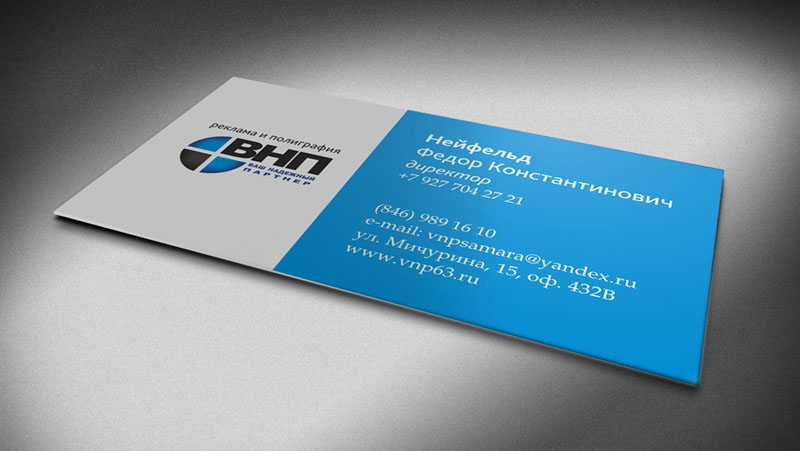 реклама и полиграфия
ВНП
ВАШ НАДЕЖНЫЙ
ПАРТНЕР
Нейфельд
Федор Константинович
директор
+7 927 704 27 21
(846) 989 16 10
e-mail: vnpsamara@yandex.ru
ул. Мичурина, 15, оф. 432В
www.vnp63.ru